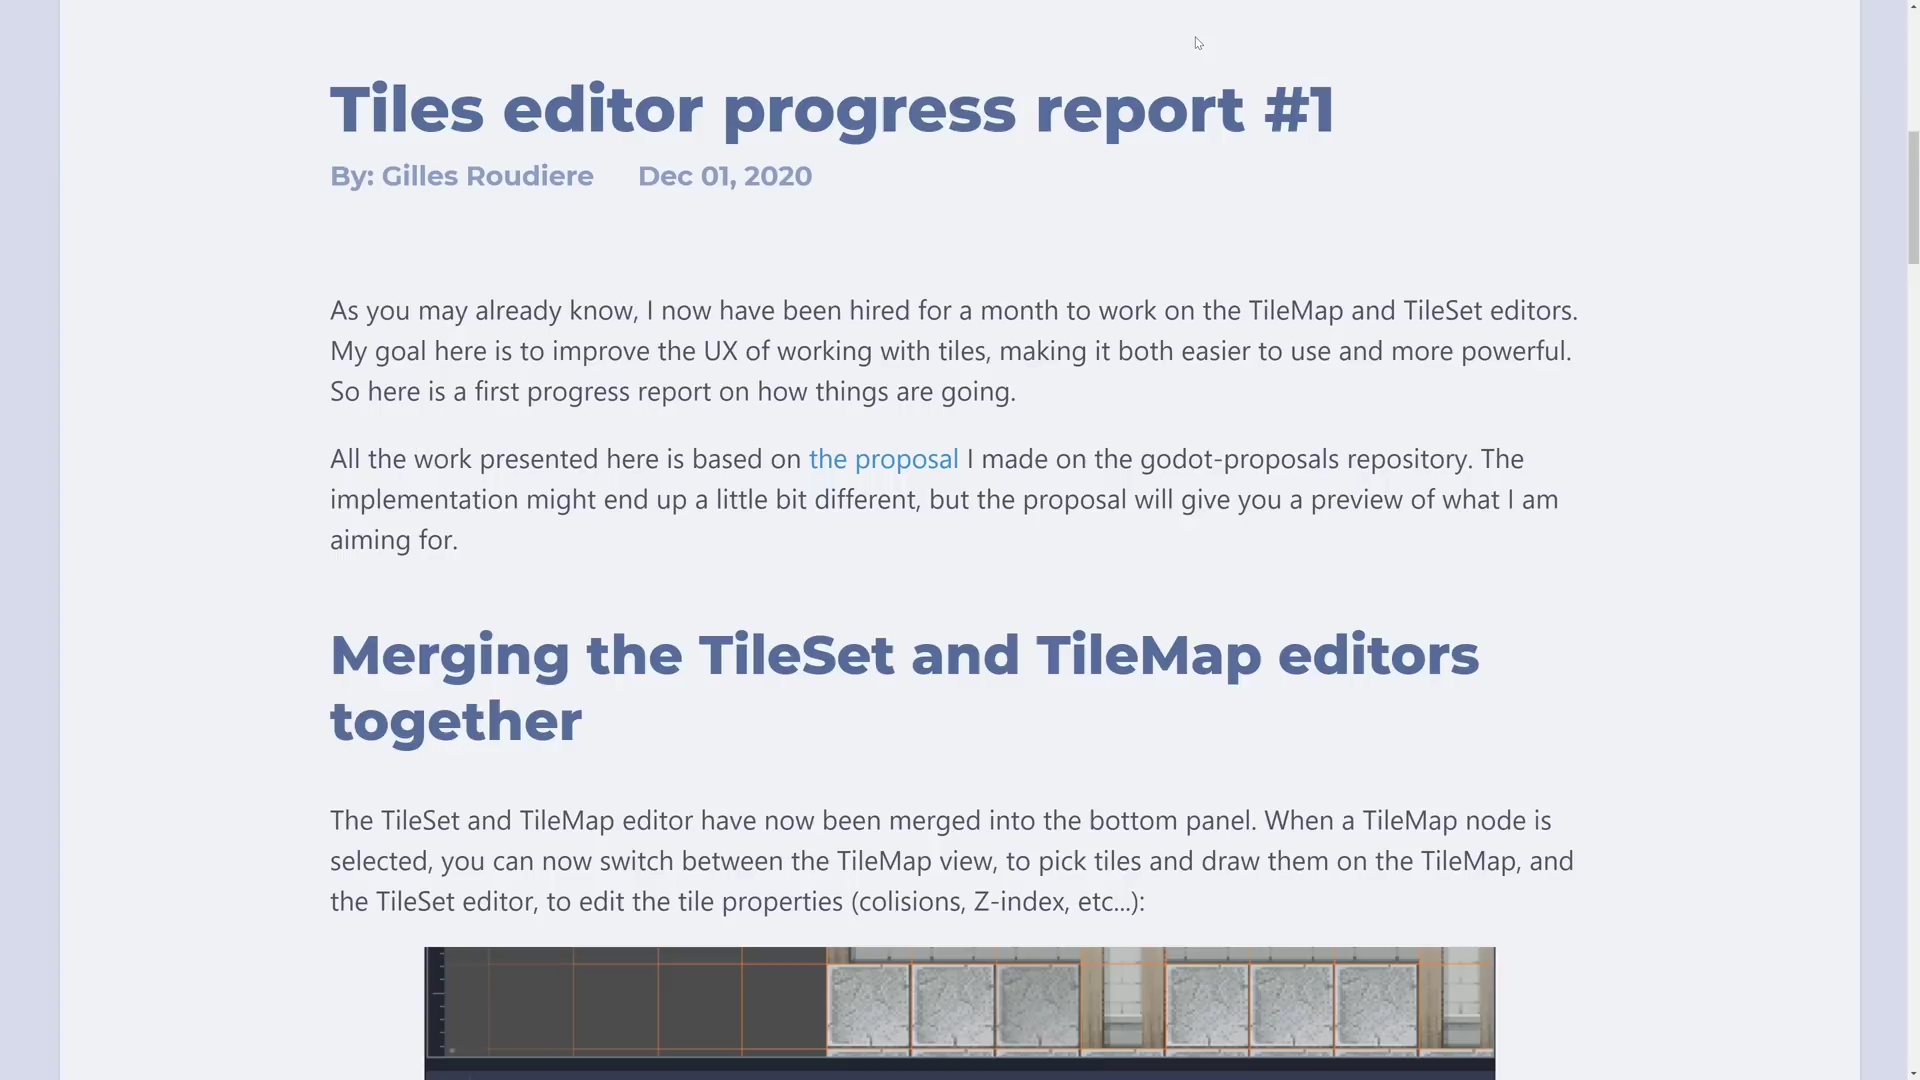 Tiles editor progress report #1
By: Gilles Roudiere Dec 01, 2020
As you may already know, I now have been hired for a month to work on the TileMap and TileSet editors.
My goal here is to improve the UX of working with tiles, making it both easier to use and more powerful.
So here is a first progress report on how things are going.
All the work presented here is based on the proposal I made on the godot-proposals repository. The
implementation might end up a little bit different, but the proposal will give you a preview of what I am
aiming for.
Merging the TileSet and TileMap editors
together
The TileSet and TileMap editor have now been merged into the bottom panel. When a TileMap node is
selected, you can now switch between the TileMap view, to pick tiles and draw them on the TileMap, and
the TileSet editor, to edit the tile properties (colisions, Z-index, etc...):